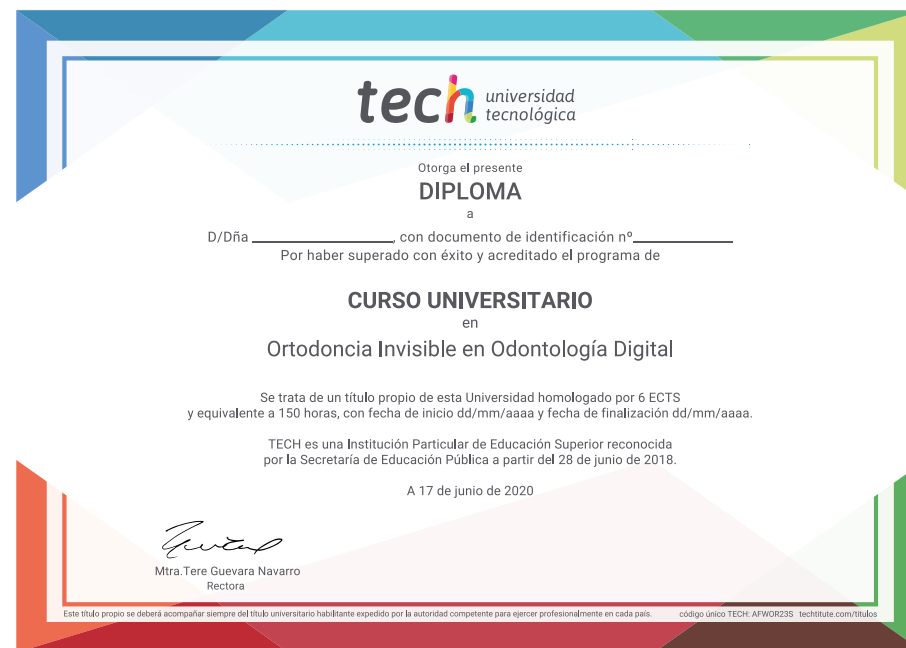 tech universidad
tecnológica
Otorga el presente
DIPLOMA
a
D/Dña ____________________, con documento de identificación nº______________
Por haber superado con éxito y acreditado el programa de
CURSO UNIVERSITARIO
en
Ortodoncia Invisible en Odontología Digital
Se trata de un título propio de esta Universidad homologado por 6 ECTS
y equivalente a 150 horas, con fecha de inicio dd/mm/aaaa y fecha de finalización dd/mm/aaaa.
TECH es una Institución Particular de Educación Superior reconocida
por la Secretaría de Educación Pública a partir del 28 de junio de 2018.
A 17 de junio de 2020
Mtra.Tere Guevara Navarro
Rectora
Este título propio se deberá acompañar siempre del título universitario habilitante expedido por la autoridad competente para ejercer profesionalmente en cada país. código único TECH: AFWOR23S techtitute.com/títulos